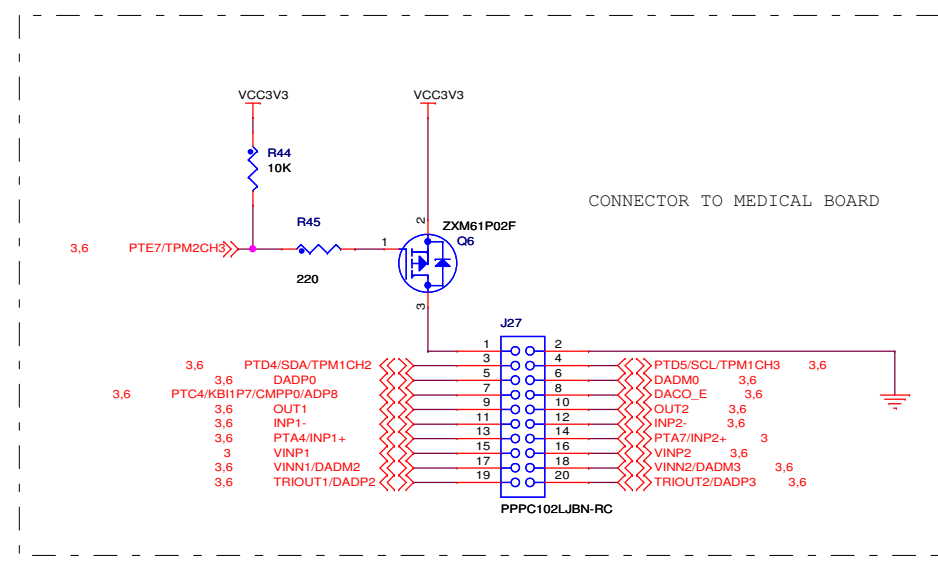 VCC3V3
VCC3V3
R44
10K
CONNECTOR TO MEDICAL BOARD
R45
2
ZXM61P02F
Q6
3,6 PTE7/TPM2CH3
1
220
3
J27
1 2
3,6 PTD4/SDA/TPM1CH2 3 4 PTD5/SCL/TPM1CH3 3,6
3,6 DADP0 5 6 DADM0 3,6
3,6 PTC4/KBI1P7/CMPP0/ADP8 7 8 DACO_E 3,6
3,6 OUT1 9 10 OUT2 3,6
3,6 INP1- 11 12 INP2- 3,6
3,6 PTA4/INP1+ 13 14 PTA7/INP2+ 3
3 VINP1 15 16 VINP2 3,6
3,6 VINN1/DADM2 17 18 VINN2/DADM3 3,6
3,6 TRIOUT1/DADP2 19 20 TRIOUT2/DADP3 3,6
PPPC102LJBN-RC